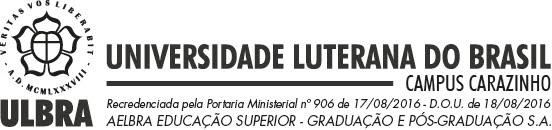 VERITAS VOS LIBERABIT
A.D. MCMLXXXVIII
ULBRA
UNIVERSIDADE LUTERANA DO BRASIL
CAMPUS CARAZINHO
Recredenciada pela Portaria Ministerial nº 906 de 17/08/2016 - D.O.U. de 18/08/2016
AELBRA EDUCAÇÃO SUPERIOR - GRADUAÇÃO E PÓS-GRADUAÇÃO S.A.